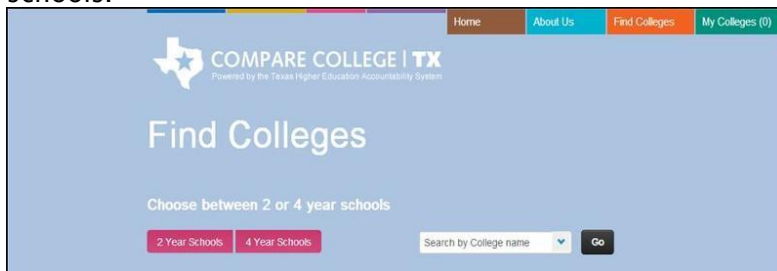 schools.
Home About Us Find Colleges My Colleges (0)
COMPARE COLLEGE | TX
Powered by the Texas Higher Education Accountability System
Find Colleges
Choose between 2 or 4 year schools
2 Year Schools 4 Year Schools Search by College name Go